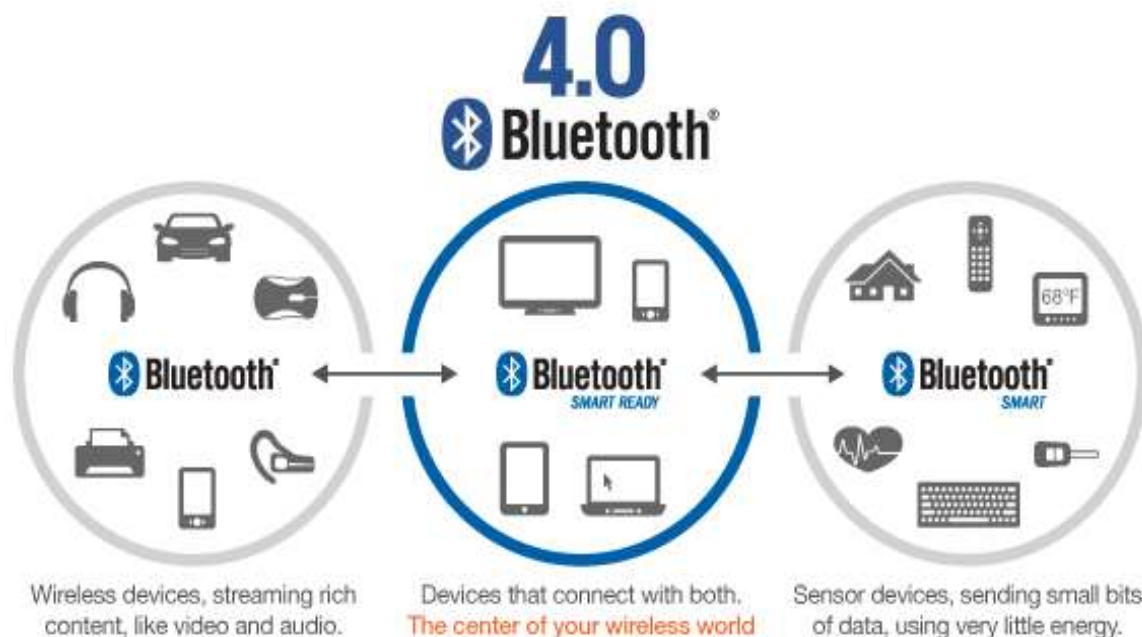 4.0
Bluetooth®
68°F
Bluetooth®
Bluetooth®
SMART READY
Bluetooth®
SMART
Wireless devices, streaming rich
content, like video and audio.
Devices that connect with both.
The center of your wireless world
Sensor devices, sending small bits
of data, using very little energy.